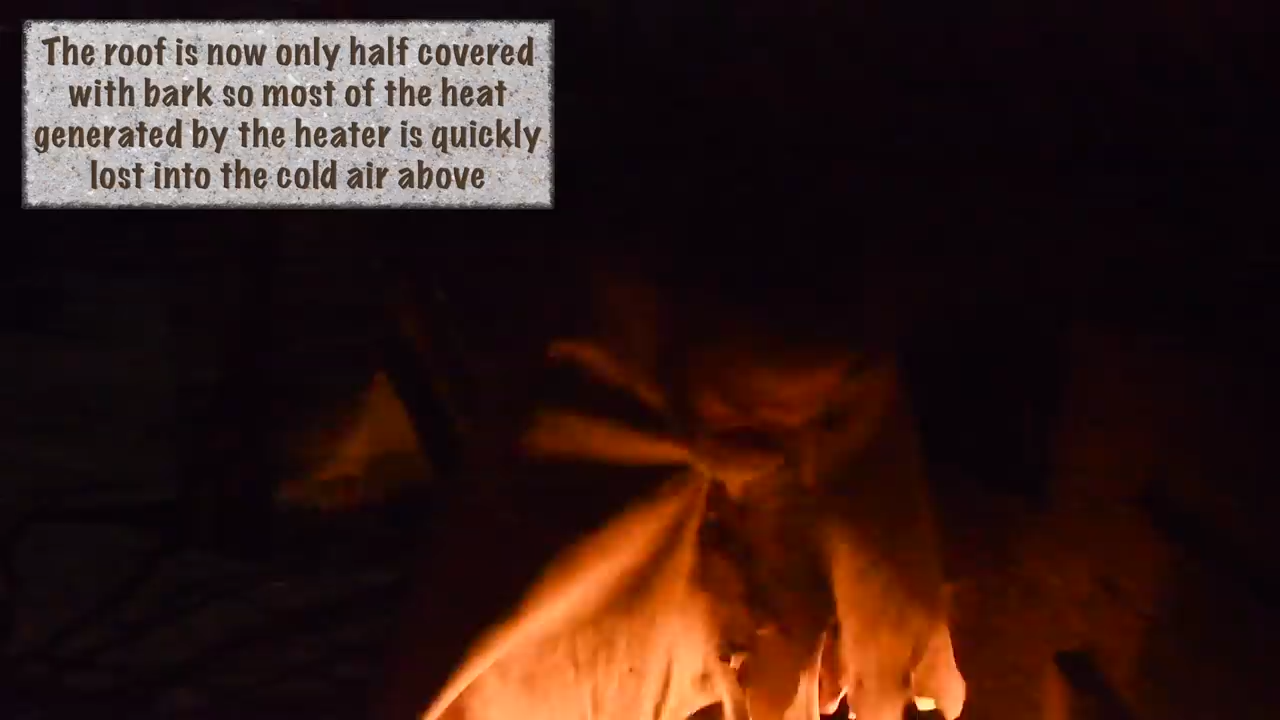 The roof is now only half covered
with bark so most of the heat
generated by the heater is quickly
lost into the cold air above